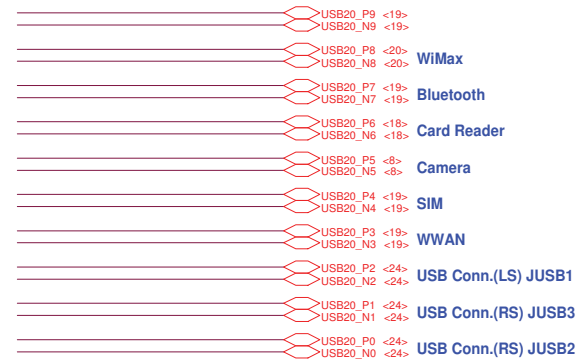 USB20_P9 <19>
USB20_N9 <19>
USB20_P8 <20>
USB20_N8 <20> WiMax
USB20_P7 <19>
USB20_N7 <19> Bluetooth
USB20_P6 <18>
USB20_N6 <18> Card Reader
USB20_P5 <8>
USB20_N5 <8> Camera
USB20_P4 <19>
USB20_N4 <19> SIM
USB20_P3 <19>
USB20_N3 <19> WWAN
USB20_P2 <24>
USB20_N2 <24> USB Conn.(LS) JUSB1
USB20_P1 <24>
USB20_N1 <24> USB Conn.(RS) JUSB3
USB20_P0 <24>
USB20_N0 <24> USB Conn.(RS) JUSB2